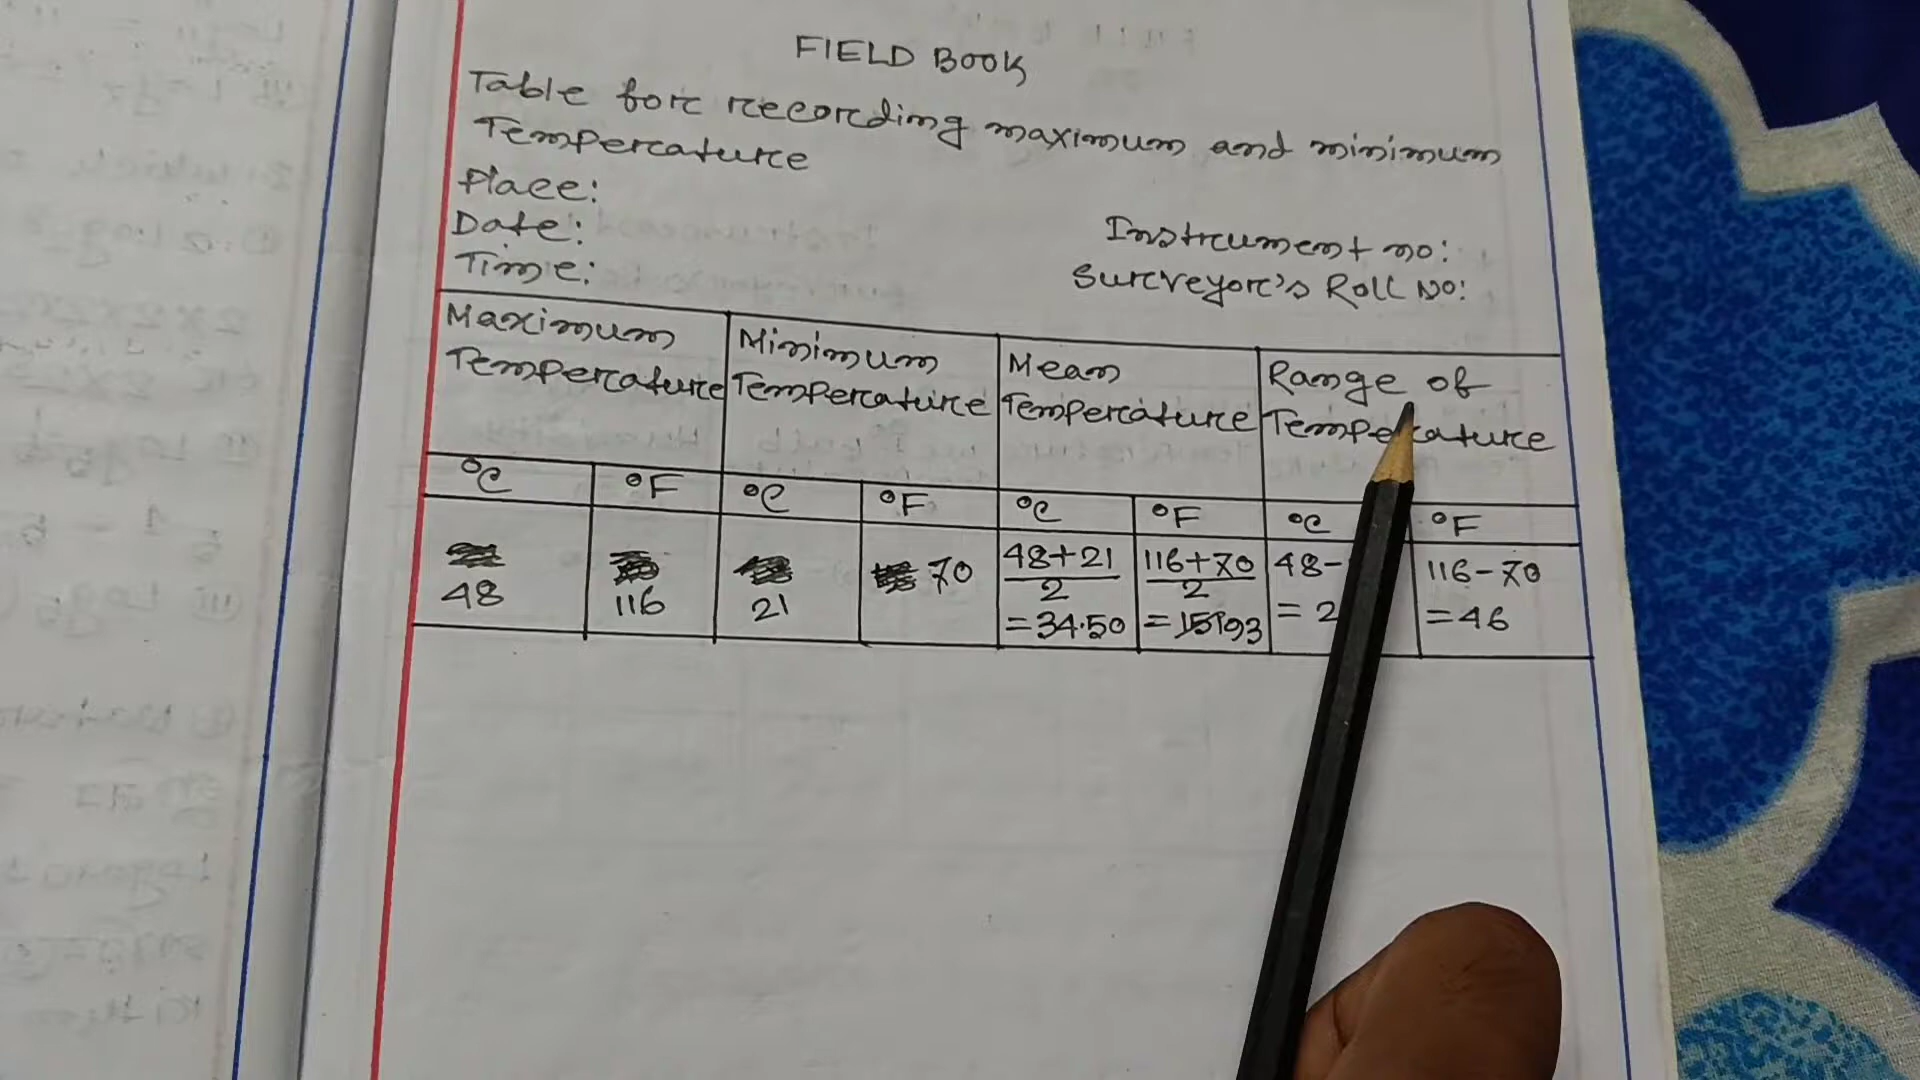 FIELD BOOK
Table for recording maximum and minimum
Temperature
Place:
Date:
Time:
Instrument no:
Surveyor's Roll No:
Maximum Temperature
Minimum Temperature
Mean Temperature
Range of Temperature
°C °F °C °F °C °F °C °F
48 116 21 70
48+21
2
=34.50
116+70
2
=93
48-
= 2
116-70
=46